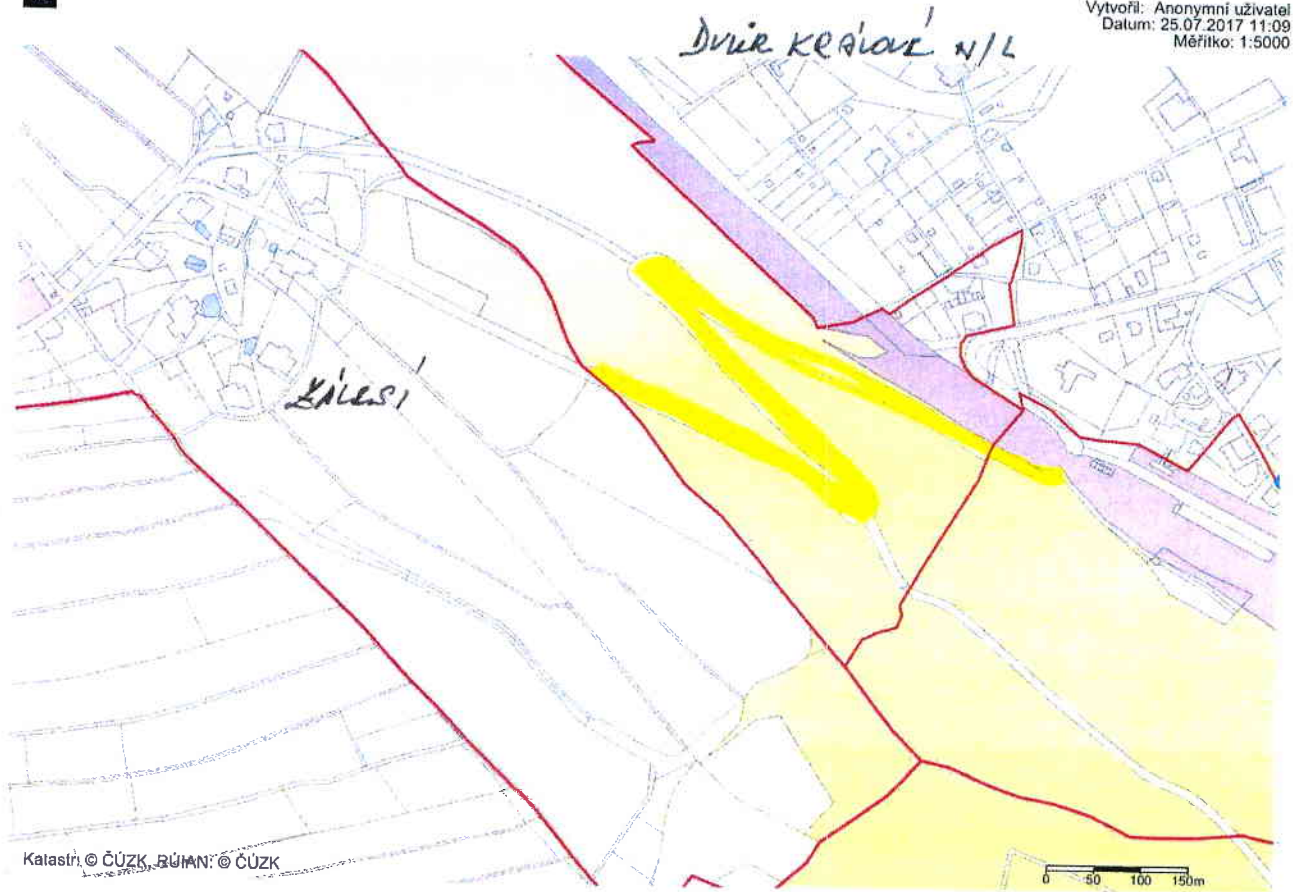 Vytvořil: Anonymní uživatel
Datum: 25.07.2017 11:09
Měřítko: 1:5000
DVŮR KRÁLOVÉ N/L
ZÁLESÍ
Katastr: © ČÚZK, RÚIAN: © ČÚZK
0 50 100 150m